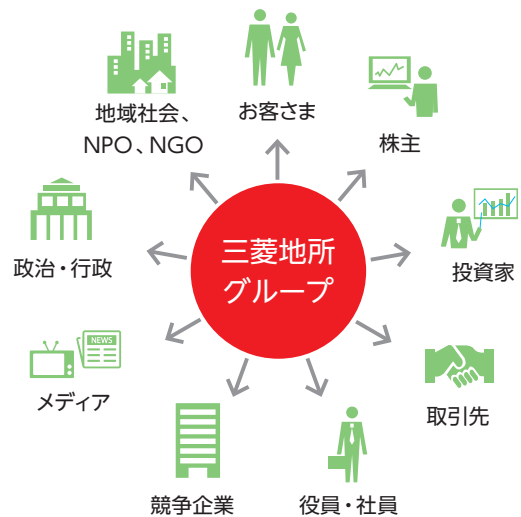 三菱地所
グループ
お客さま
株主
投資家
取引先
役員・社員
競争企業
メディア
NEWS
政治・行政
地域社会、
NPO、NGO